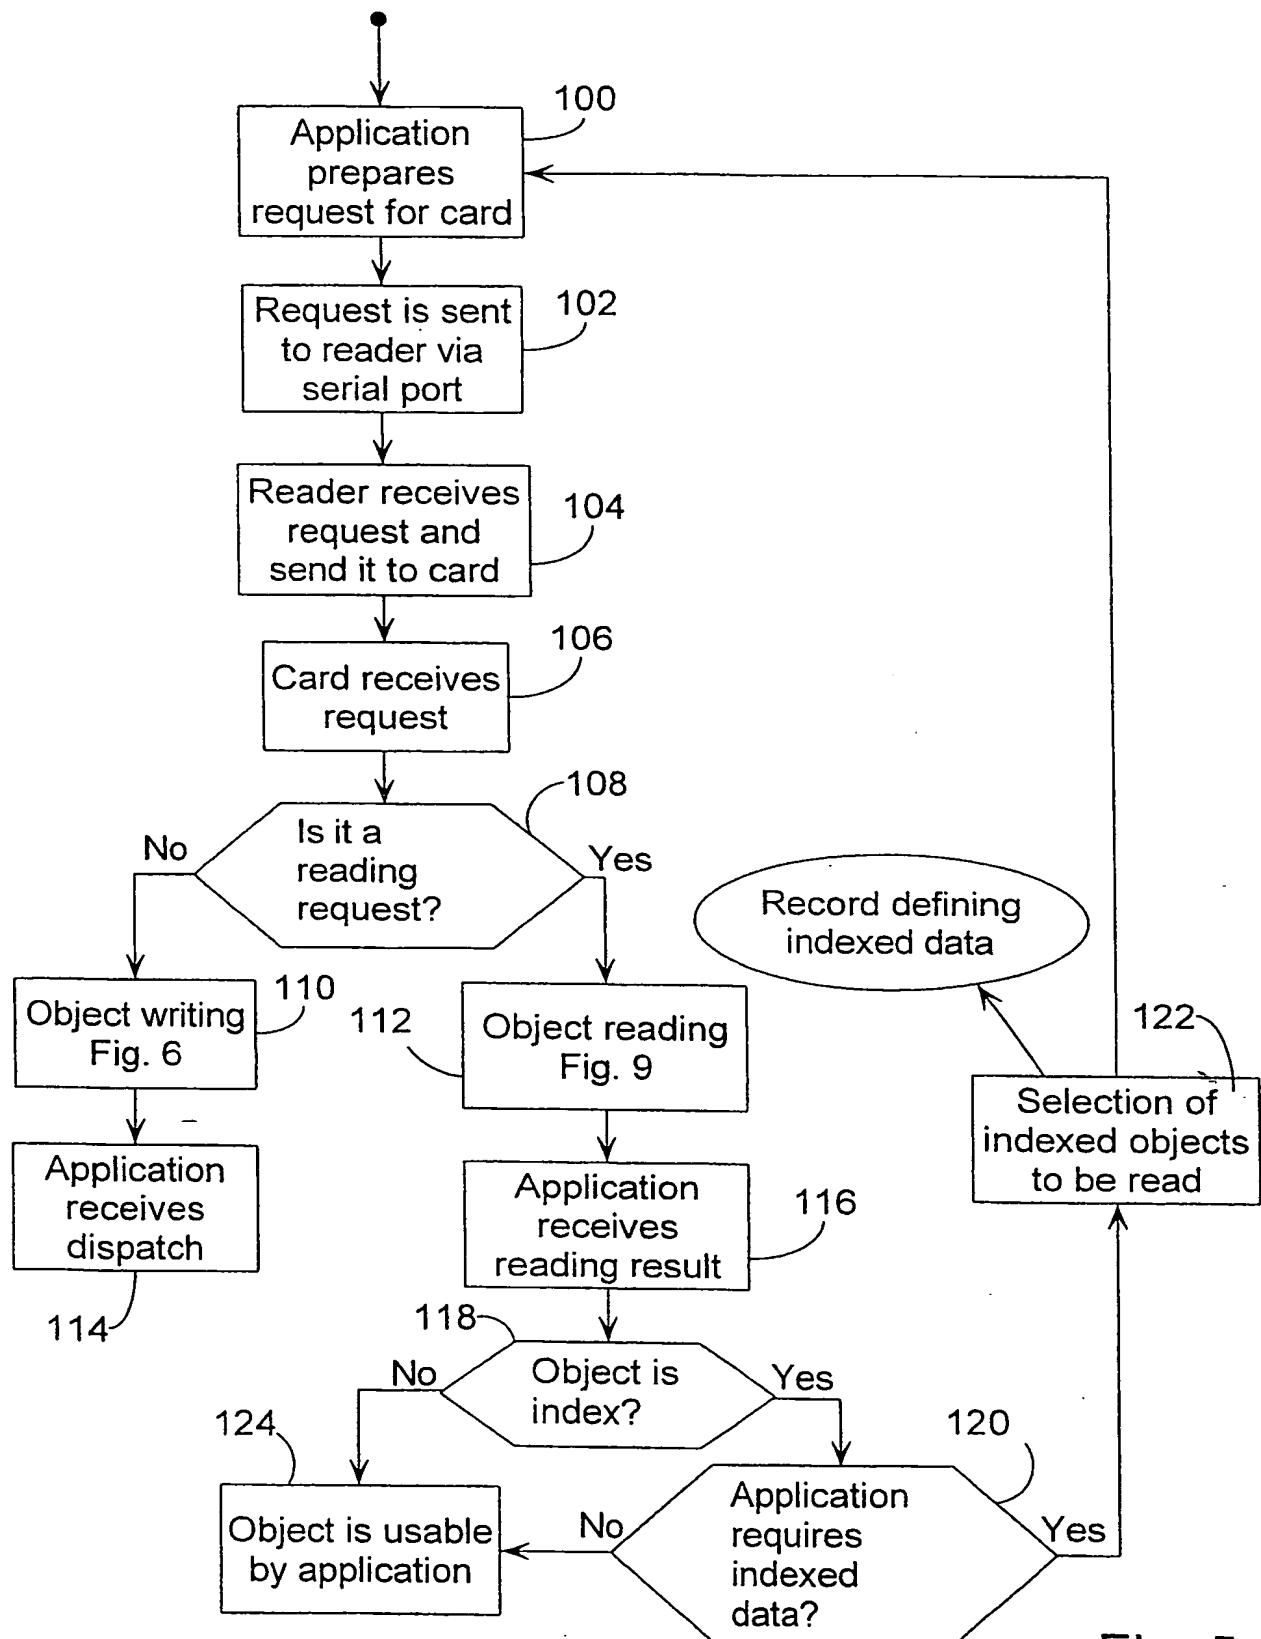 100
Application
prepares
request for card
Request is sent
to reader via
serial port
102
Reader receives
request and
send it to card
104
106
Card receives
request
108
Is it a
reading
request?
No
Yes
Record defining
indexed data
110
Object writing
Fig. 6
112
Object reading
Fig. 9
122
Selection of
indexed objects
to be read
Application
receives
dispatch
114
Application
receives
reading result
116
118
Object is
index?
No
Yes
124
120
Object is usable
by application
No
Application
requires
indexed
data?
Yes